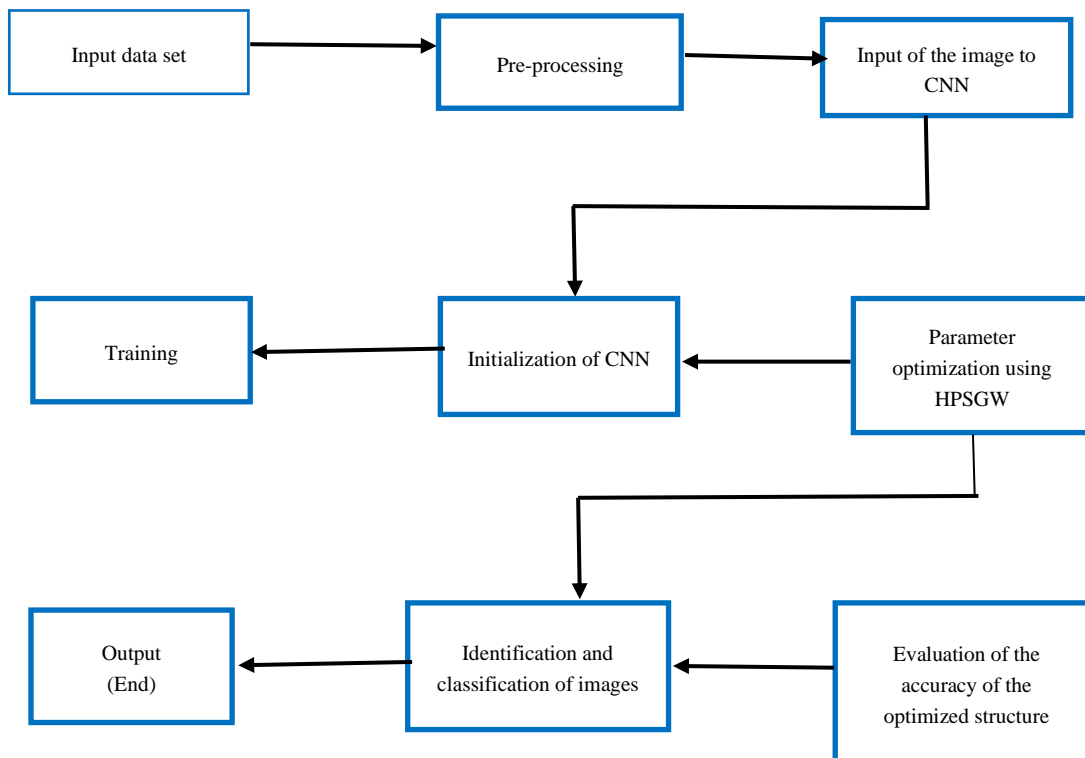 Input data set
Pre-processing
Input of the image to
CNN
Training
Initialization of CNN
Parameter
optimization using
HPSGW
Output
(End)
Identification and
classification of images
Evaluation of the
accuracy of the
optimized structure